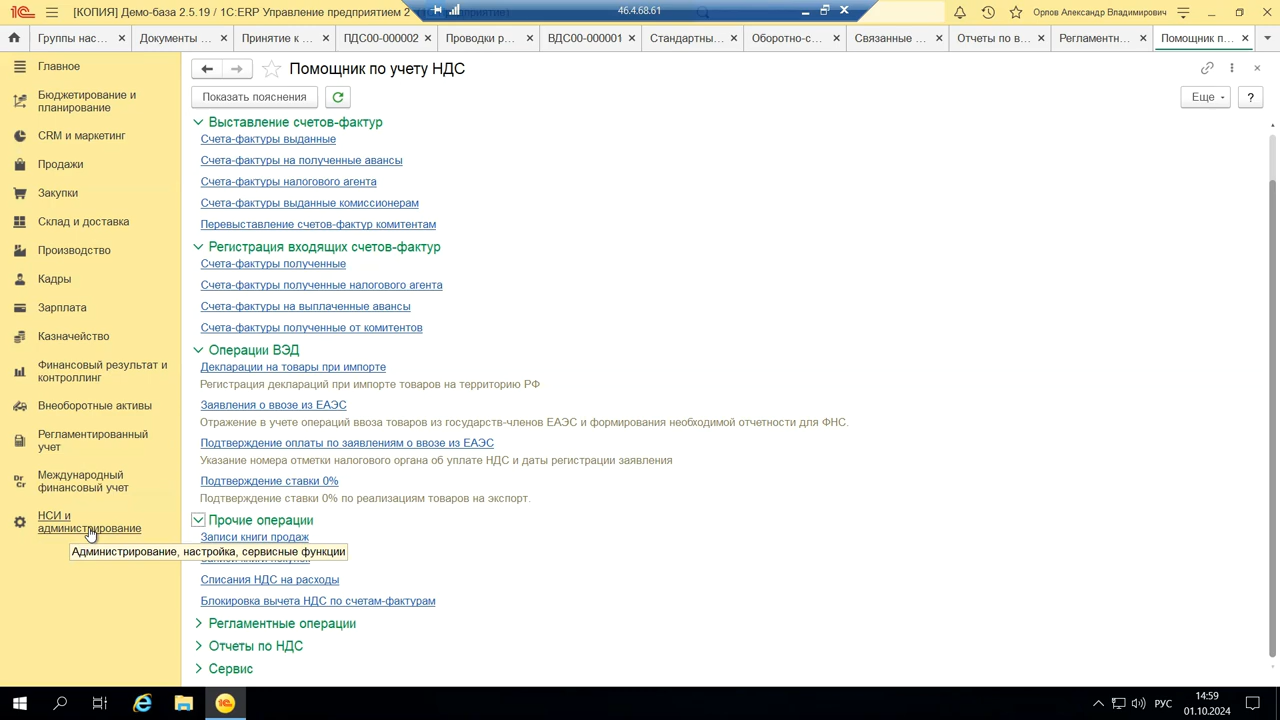 [КОПИЯ] Демо-база 2.5.19 / 1С:ERP Управление предприятием 2
46.4.68.61
Орлов Александр Владимирович
Группы нас...
Документы ...
Принятие к ...
ПДС00-000002
Проводки р...
ВДС00-000001
Стандартны...
Оборотно-с...
Связанные ...
Отчеты по в...
Регламентн...
Помощник п...
Главное
Бюджетирование и
планирование
CRM и маркетинг
Продажи
Закупки
Склад и доставка
Производство
Кадры
Зарплата
Казначейство
Финансовый результат и
контроллинг
Внеоборотные активы
Регламентированный
учет
Dr
Cr
Международный
финансовый учет
НСИ и
администрирование
Администрирование, настройка, сервисные функции
Помощник по учету НДС
Показать пояснения
Еще
?
Выставление счетов-фактур
Счета-фактуры выданные
Счета-фактуры на полученные авансы
Счета-фактуры налогового агента
Счета-фактуры выданные комиссионерам
Перевыставление счетов-фактур комитентам
Регистрация входящих счетов-фактур
Счета-фактуры полученные
Счета-фактуры полученные налогового агента
Счета-фактуры на выплаченные авансы
Счета-фактуры полученные от комитентов
Операции ВЭД
Декларации на товары при импорте
Регистрация деклараций при импорте товаров на территорию РФ
Заявления о ввозе из ЕАЭС
Отражение в учете операций ввоза товаров из государств-членов ЕАЭС и формирования необходимой отчетности для ФНС.
Подтверждение оплаты по заявлениям о ввозе из ЕАЭС
Указание номера отметки налогового органа об уплате НДС и даты регистрации заявления
Подтверждение ставки 0%
Подтверждение ставки 0% по реализациям товаров на экспорт.
Прочие операции
Записи книги продаж
Списания НДС на расходы
Блокировка вычета НДС по счетам-фактурам
Регламентные операции
Отчеты по НДС
Сервис
РУС
14:59
01.10.2024